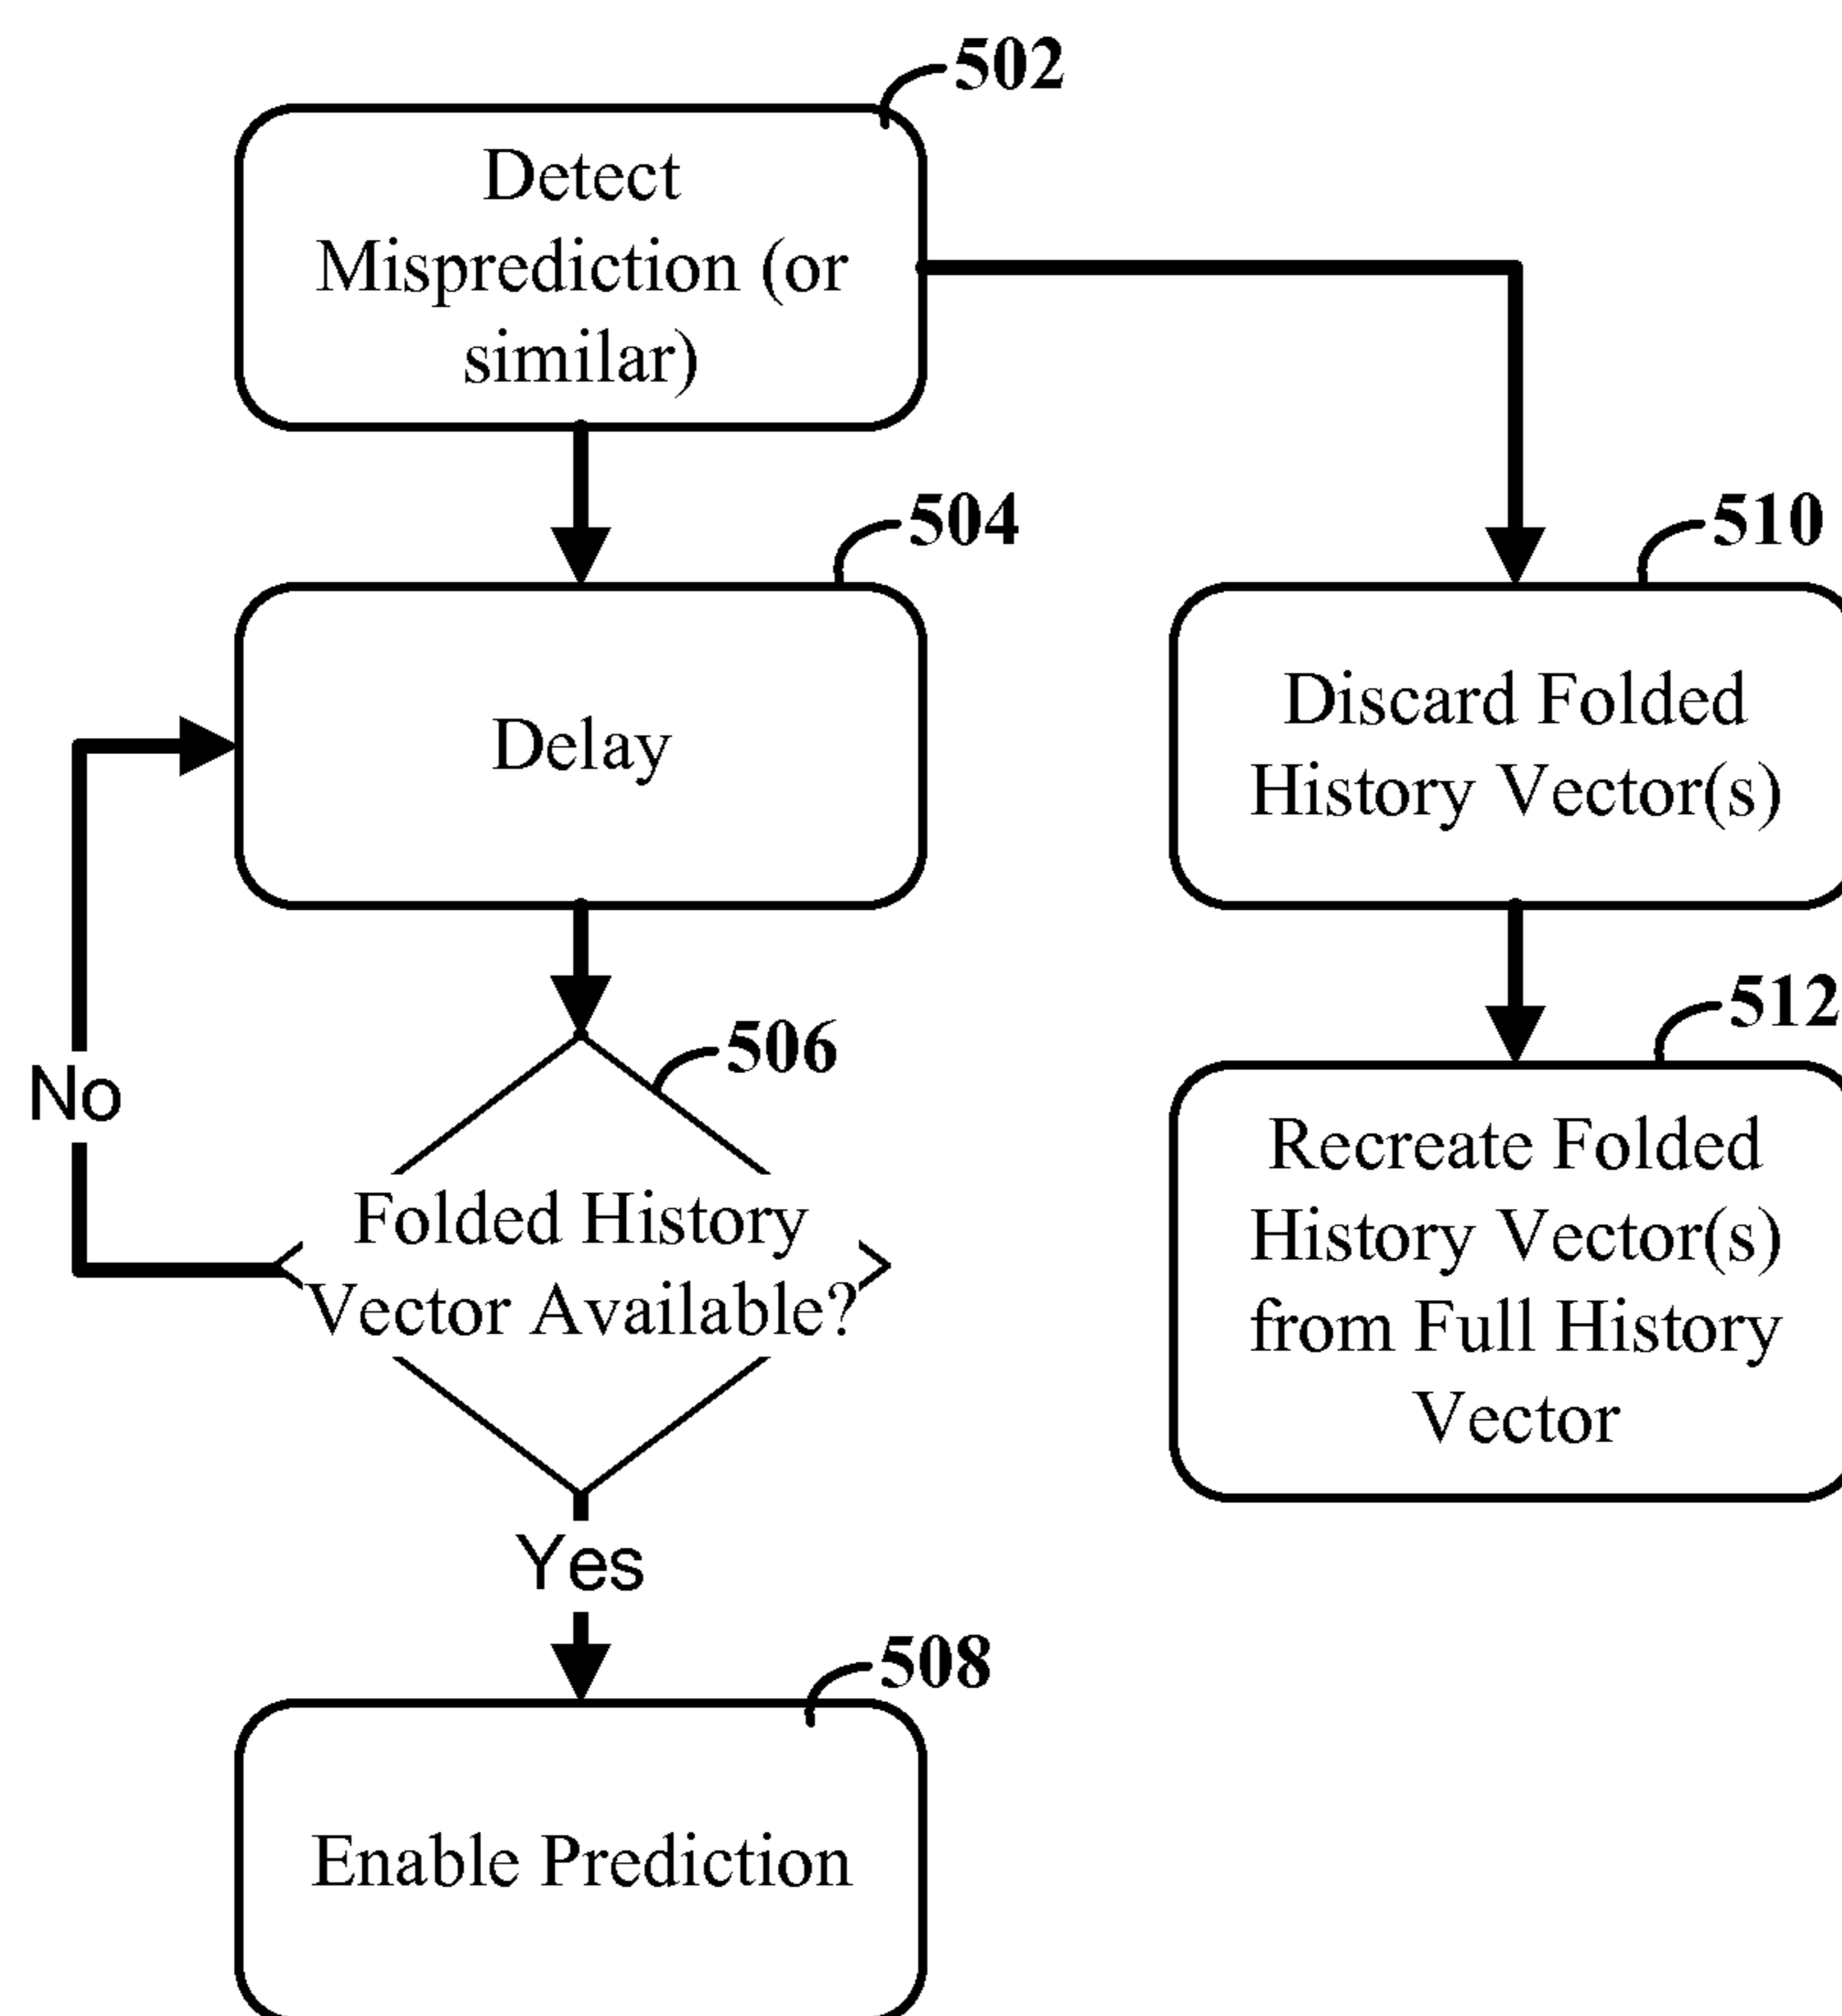 502
Detect
Misprediction (or
similar)
504
Delay
510
Discard Folded
History Vector(s)
506
No
Folded History
Vector Available?
512
Recreate Folded
History Vector(s)
from Full History
Vector
Yes
508
Enable Prediction